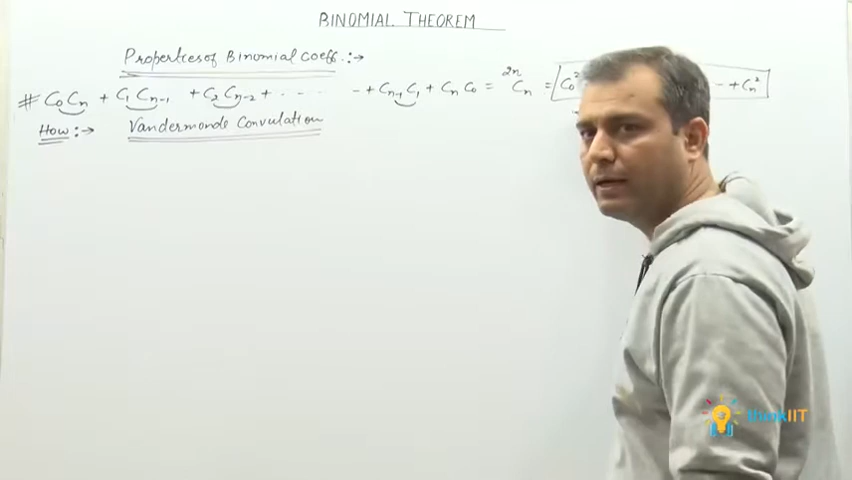 BINOMIAL THEOREM
Properties of Binomial Coeff. :→
# C₀Cₙ + C₁Cₙ₋₁ + C₂Cₙ₋₂ + ---- - + Cₙ₋₁C₁ + CₙC₀ = ²ⁿCₙ = C₀² - + Cₙ²
How :→ Vandermonde Convulation
thinkIIT